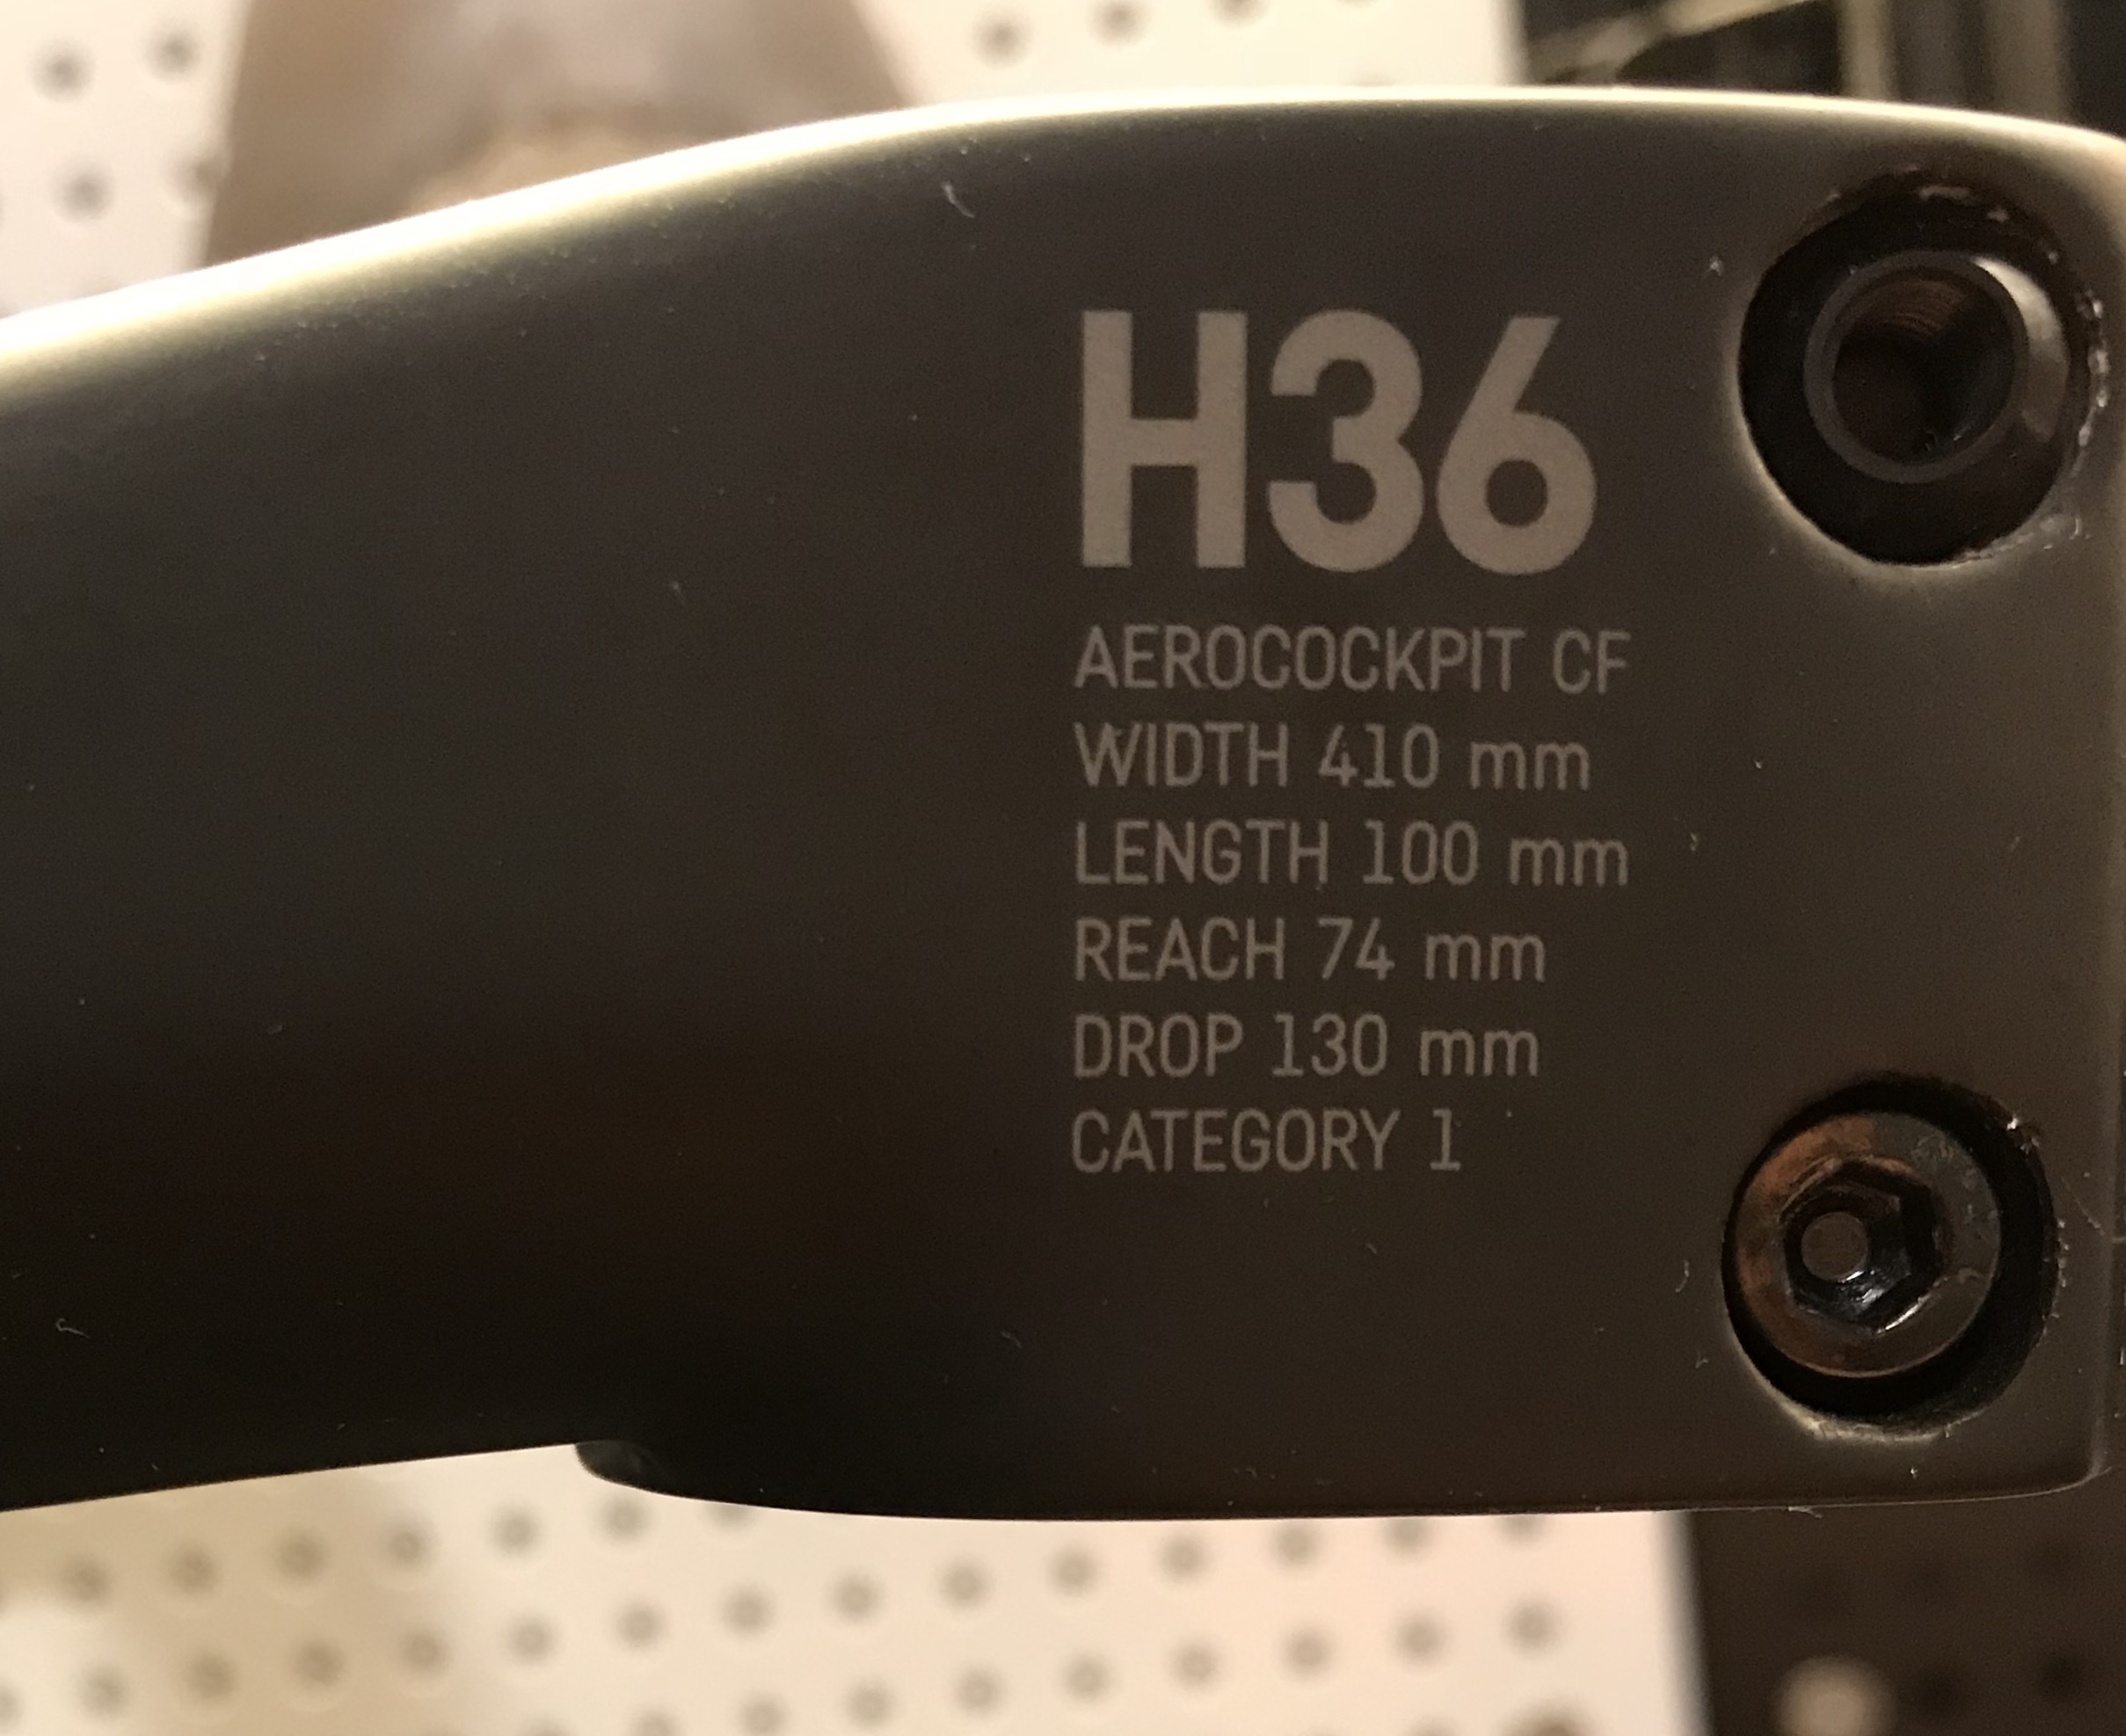 H36
AEROCOCKPIT CF
WIDTH 410 mm
LENGTH 100 mm
REACH 74 mm
DROP 130 mm
CATEGORY 1